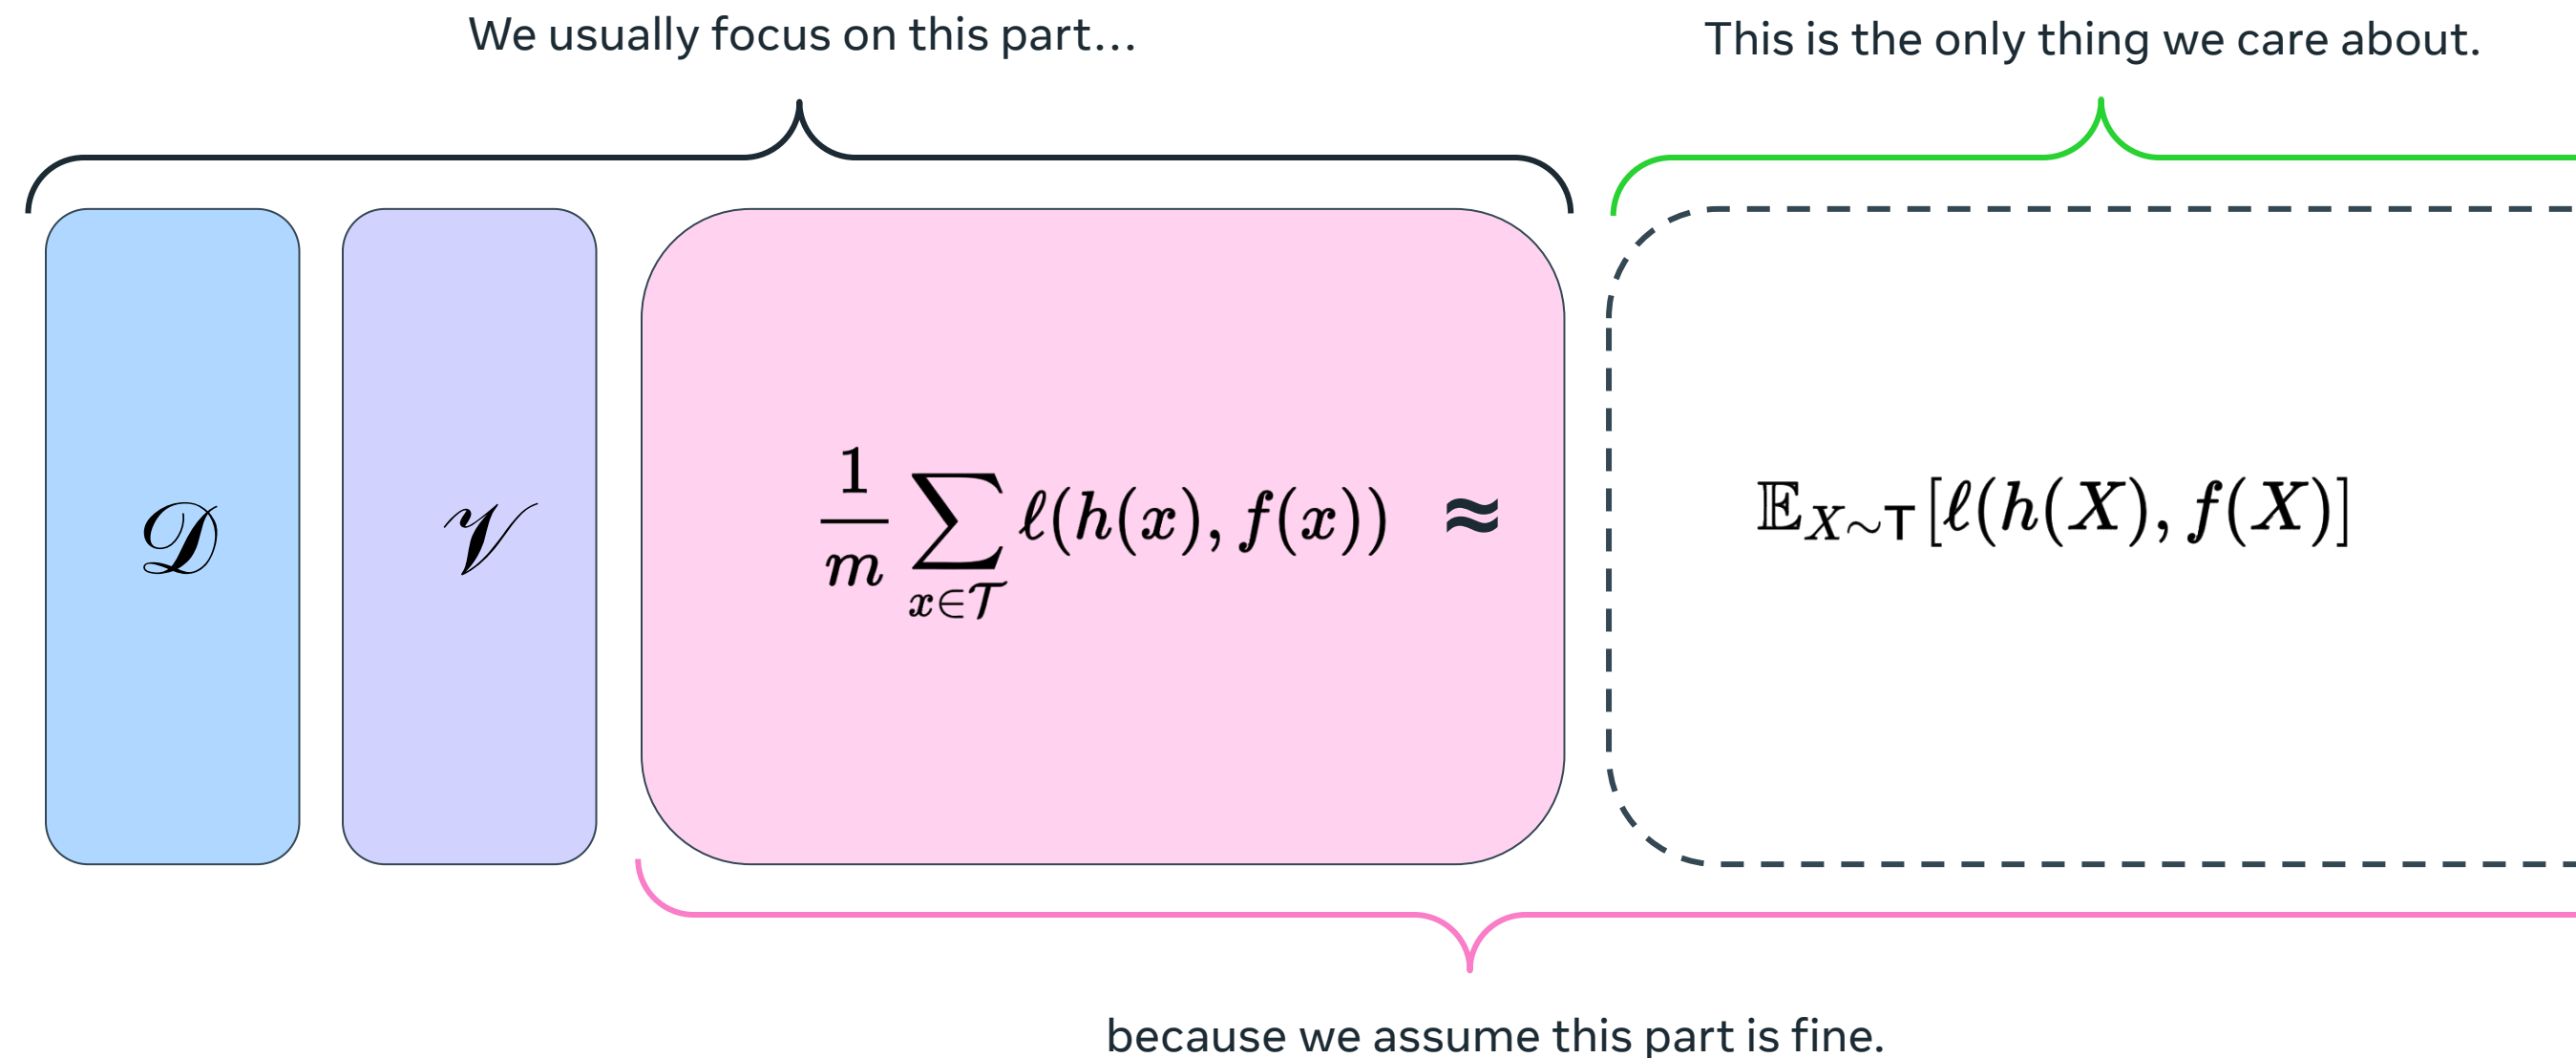 We usually focus on this part...
This is the only thing we care about.
𝒟
𝒱
1/m ∑_{x∈𝒯} ℓ(h(x), f(x)) ≈
𝔼_{X∼T}[ℓ(h(X), f(X)]
because we assume this part is fine.